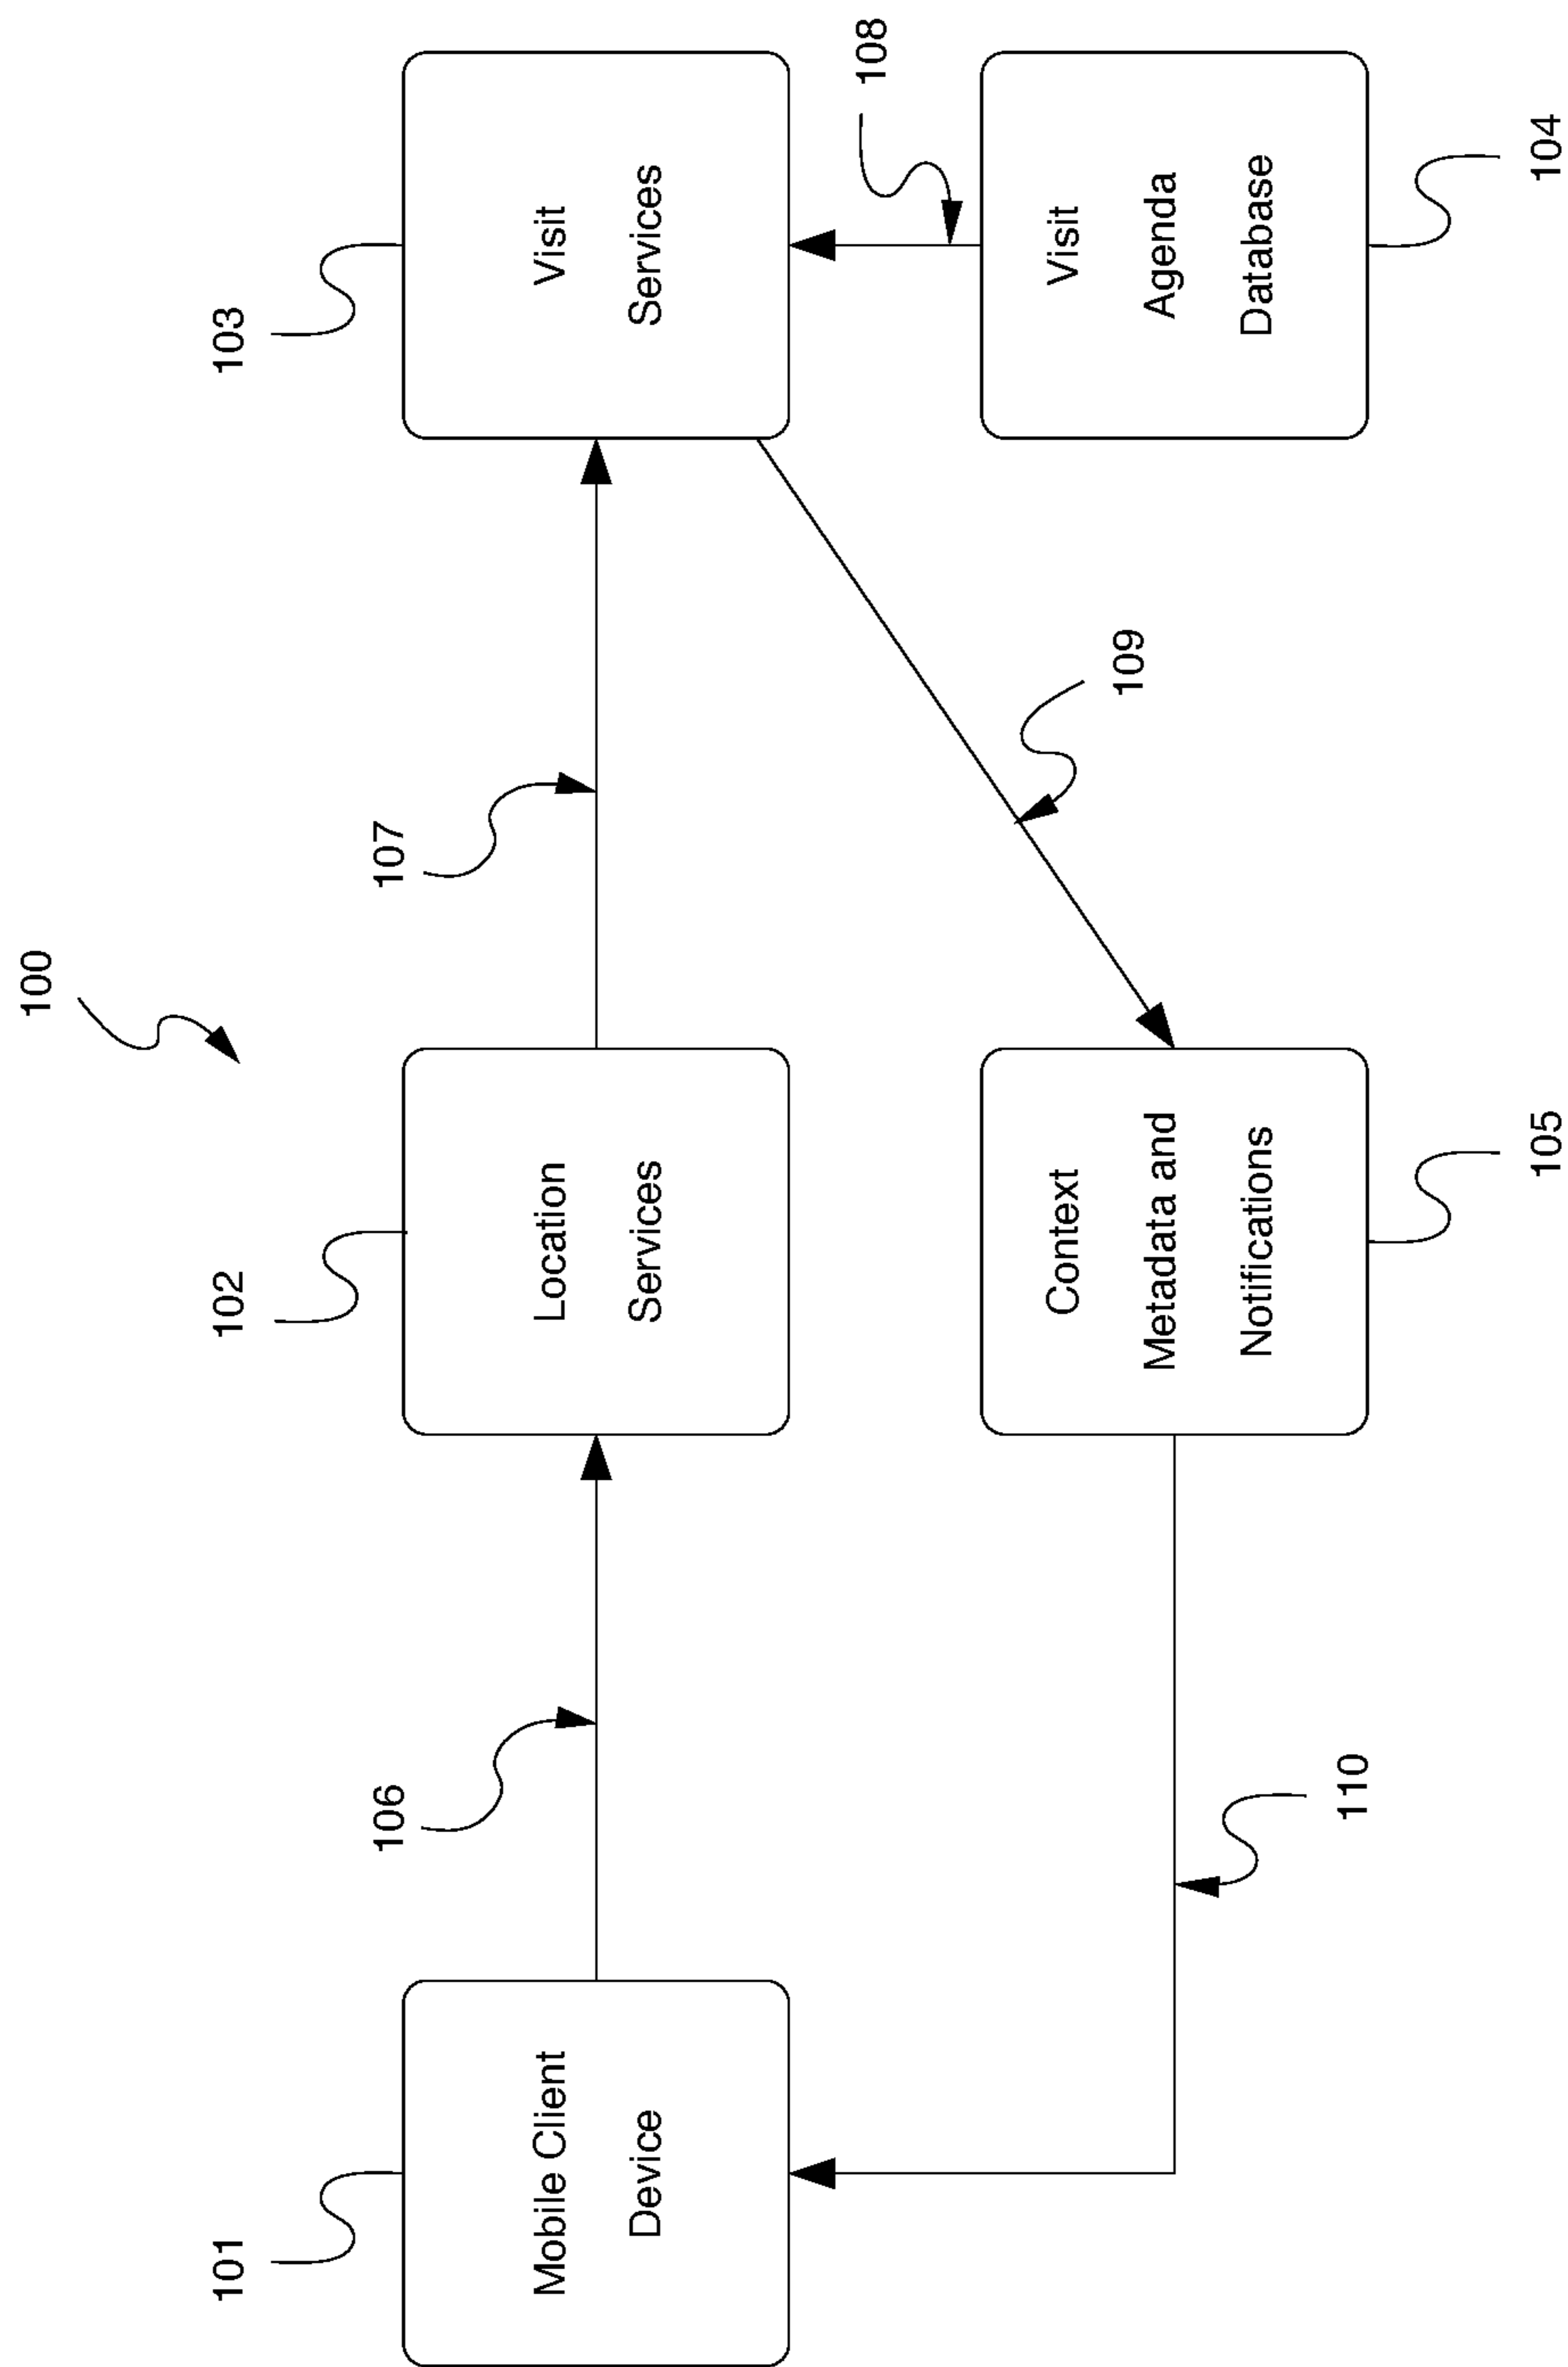 100
101
102
103
106
107
Mobile Client
Device
Location
Services
Visit
Services
108
109
Context
Metadata and
Notifications
Visit
Agenda
Database
110
105
104